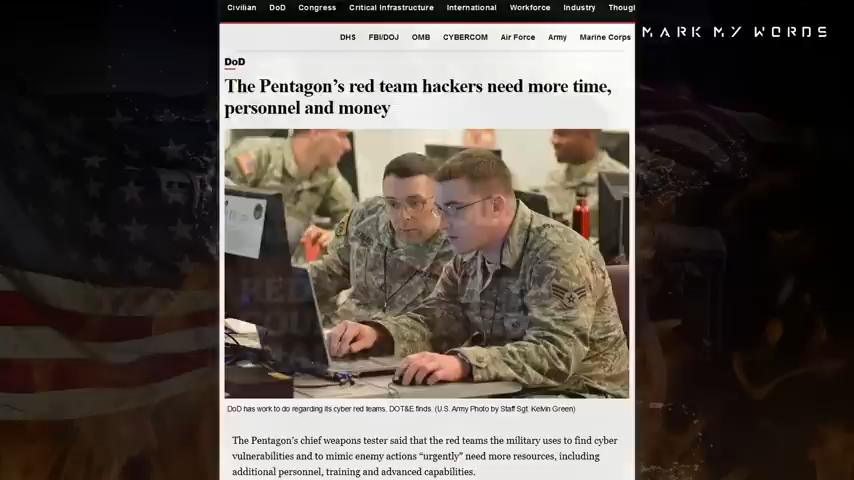 Civilian DoD Congress Critical Infrastructure International Workforce Industry Though
DHS FBI/DOJ OMB CYBERCOM Air Force Army Marine Corps
MARK MY WORDS
DoD
The Pentagon's red team hackers need more time,
personnel and money
DoD has work to do regarding its cyber red teams, DOT&E finds. (U.S. Army Photo by Staff Sgt. Kelvin Green)
The Pentagon's chief weapons tester said that the red teams the military uses to find cyber
vulnerabilities and to mimic enemy actions “urgently” need more resources, including
additional personnel, training and advanced capabilities.